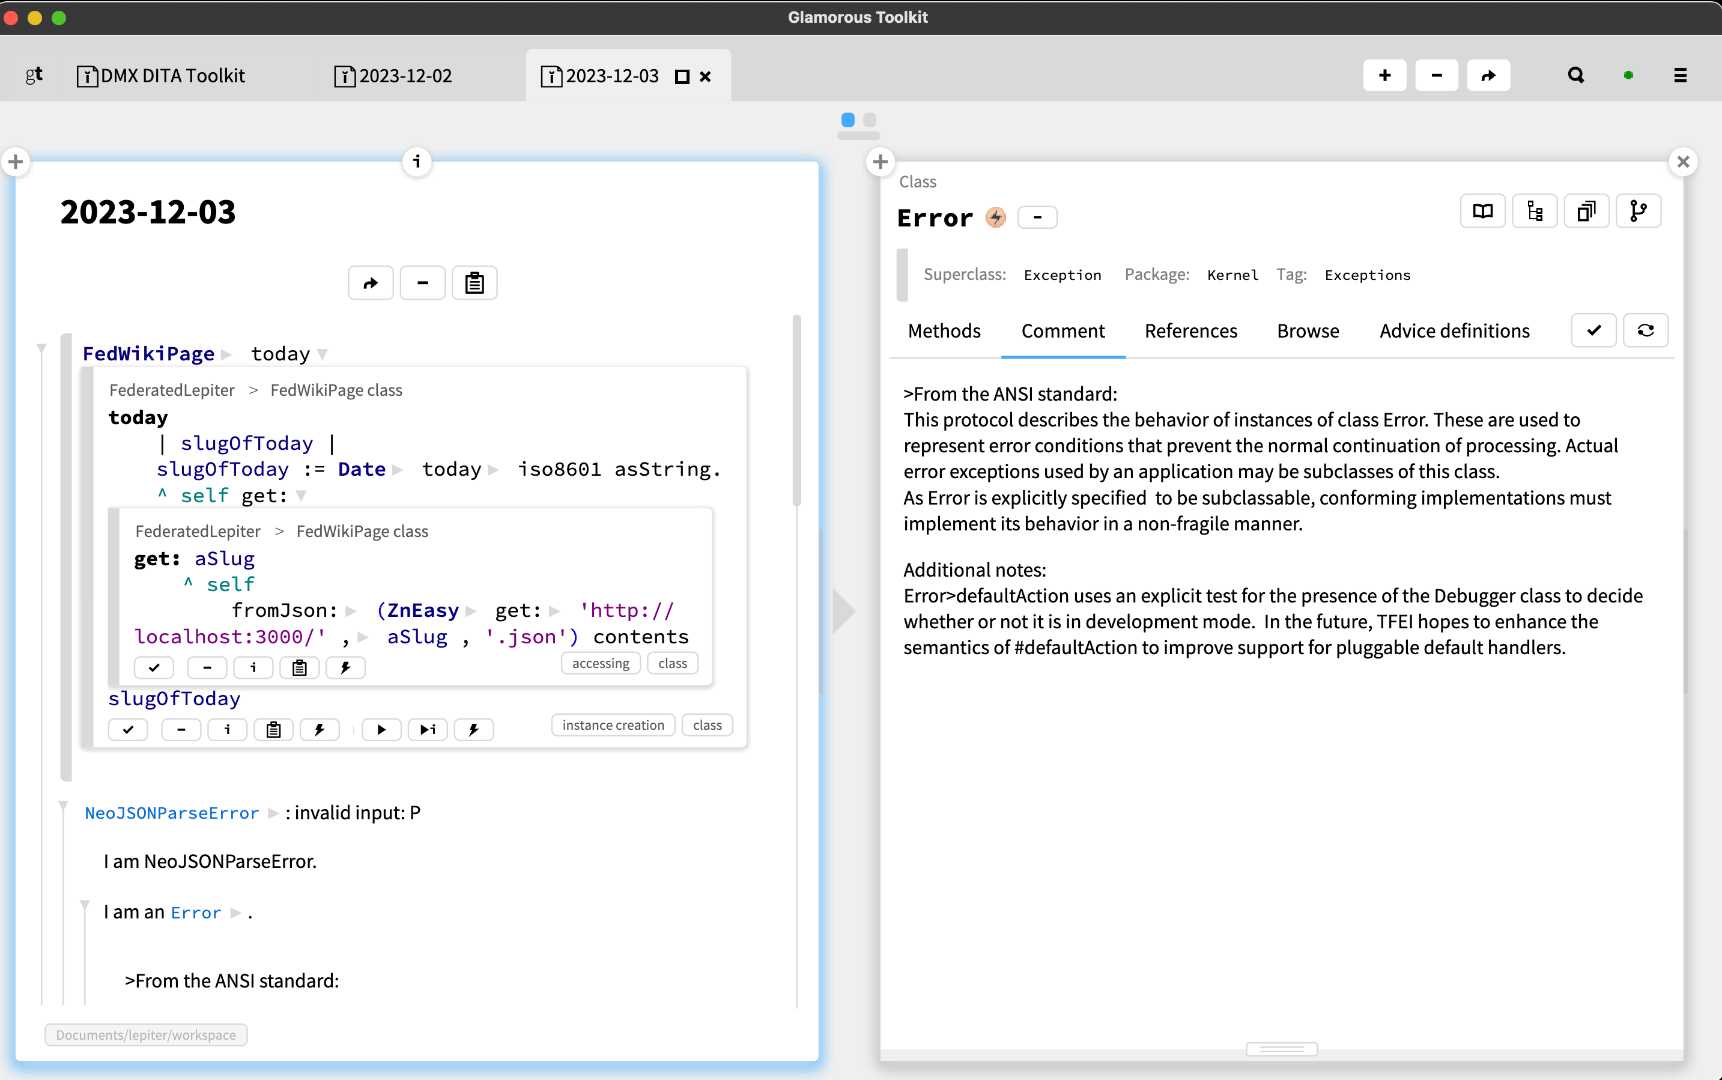 Glamorous Toolkit
gt
DMX DITA Toolkit
2023-12-02
2023-12-03
2023-12-03
FedWikiPage today
FederatedLepiter > FedWikiPage class
today
| slugOfToday |
slugOfToday := Date today iso8601 asString.
^ self get:
FederatedLepiter > FedWikiPage class
get: aSlug
^ self
fromJson: (ZnEasy get: 'http://
localhost:3000/' , aSlug , '.json') contents
accessing class
slugOfToday
instance creation class
NeoJSONParseError : invalid input: P
I am NeoJSONParseError.
I am an Error .
>From the ANSI standard:
Documents/lepiter/workspace
Class
Error
Superclass: Exception Package: Kernel Tag: Exceptions
Methods Comment References Browse Advice definitions
>From the ANSI standard:
This protocol describes the behavior of instances of class Error. These are used to
represent error conditions that prevent the normal continuation of processing. Actual
error exceptions used by an application may be subclasses of this class.
As Error is explicitly specified  to be subclassable, conforming implementations must
implement its behavior in a non-fragile manner.
Additional notes:
Error>defaultAction uses an explicit test for the presence of the Debugger class to decide
whether or not it is in development mode.  In the future, TFEI hopes to enhance the
semantics of #defaultAction to improve support for pluggable default handlers.